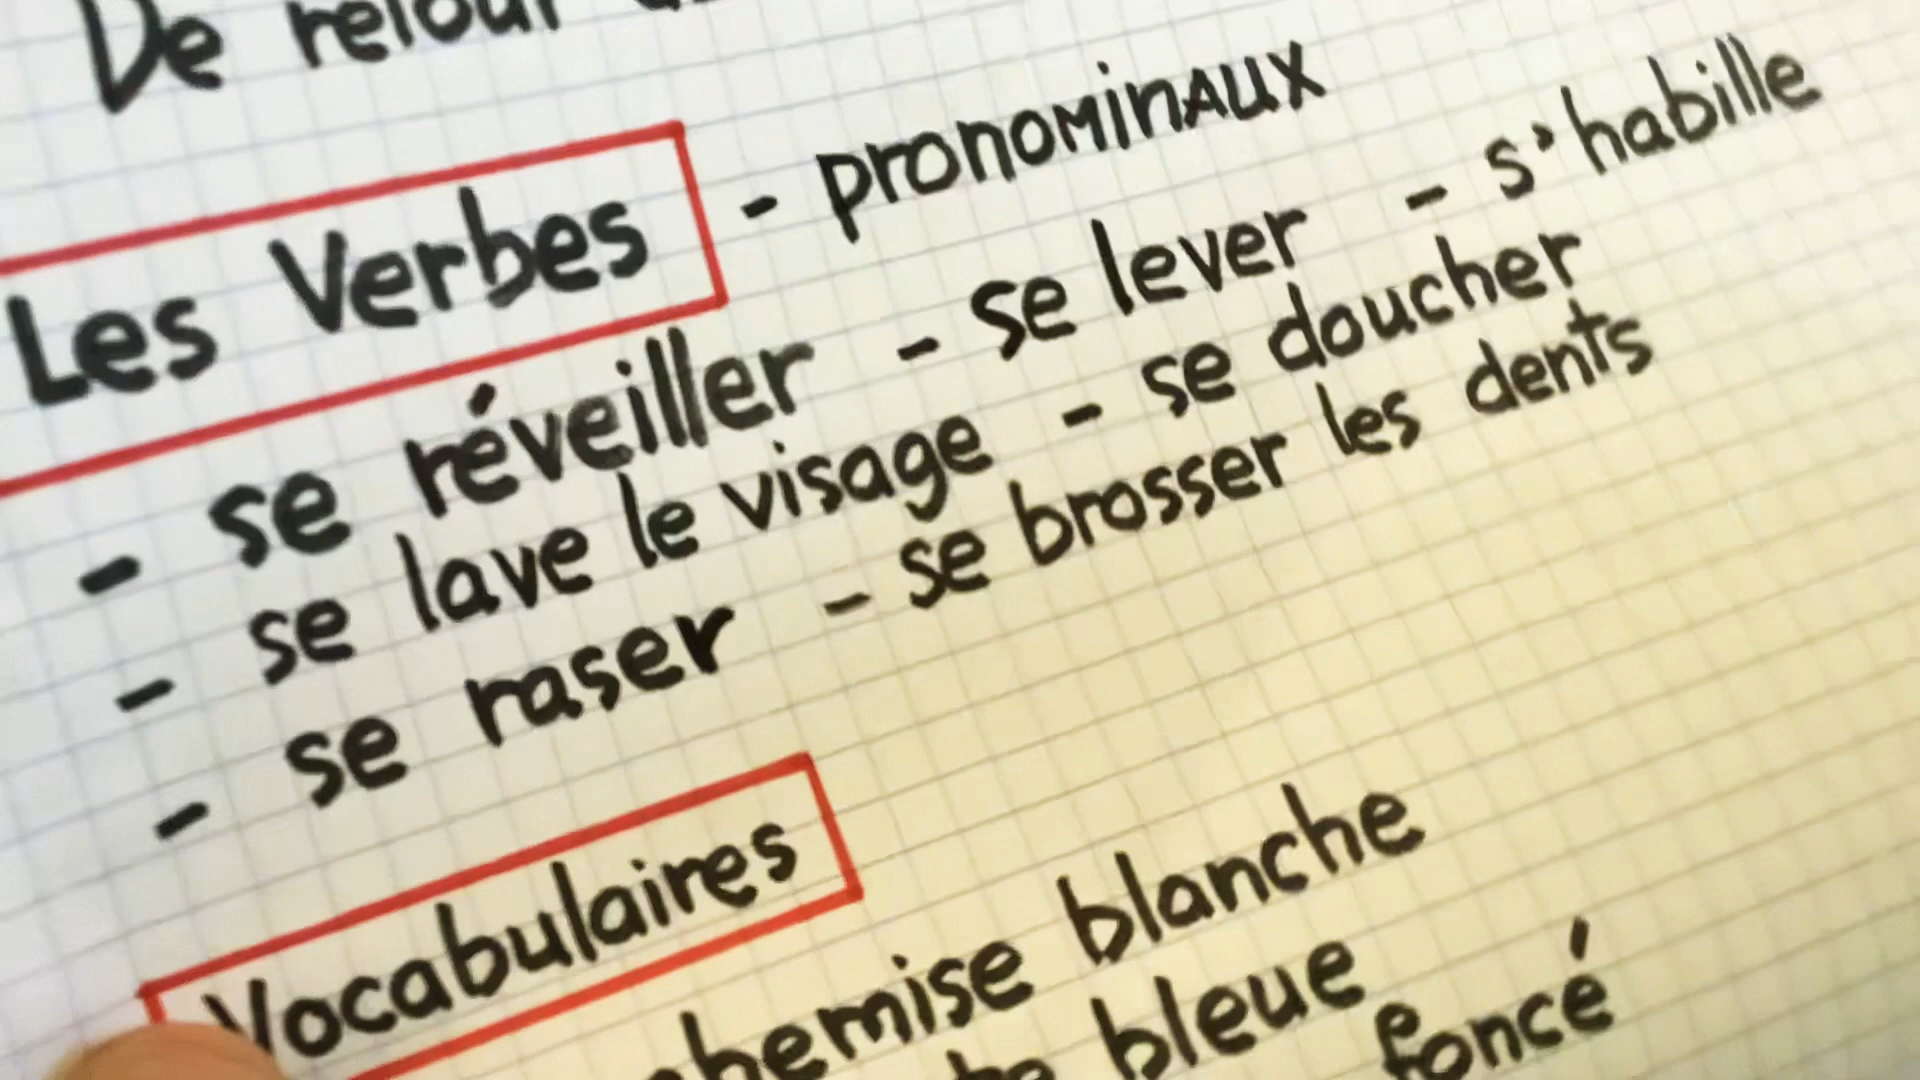 De retour
Les Verbes - pronominaux
- se réveiller - se lever - s'habille
- se lave le visage - se doucher
- se raser - se brosser les dents
Vocabulaires
blanche
bleue
foncé